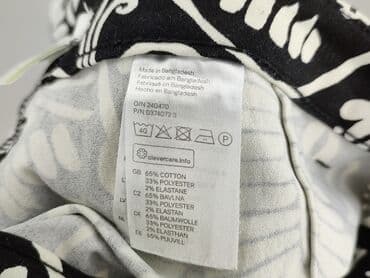 Made in Bangladesh
Fabricado en Bangladesh
Fabriqué au Bangladesh
Hecho en Bangladesh
O/N 240470
40
P
clevercare.info
GB 65% COTTON
33% POLYESTER
2% ELASTANE
CZ 65% BAVLNA
33% POLYESTER
2% ELASTAN
DE 65% BAUMWOLLE
33% POLYESTER
2% ELASTHAN
65% PUUVILL